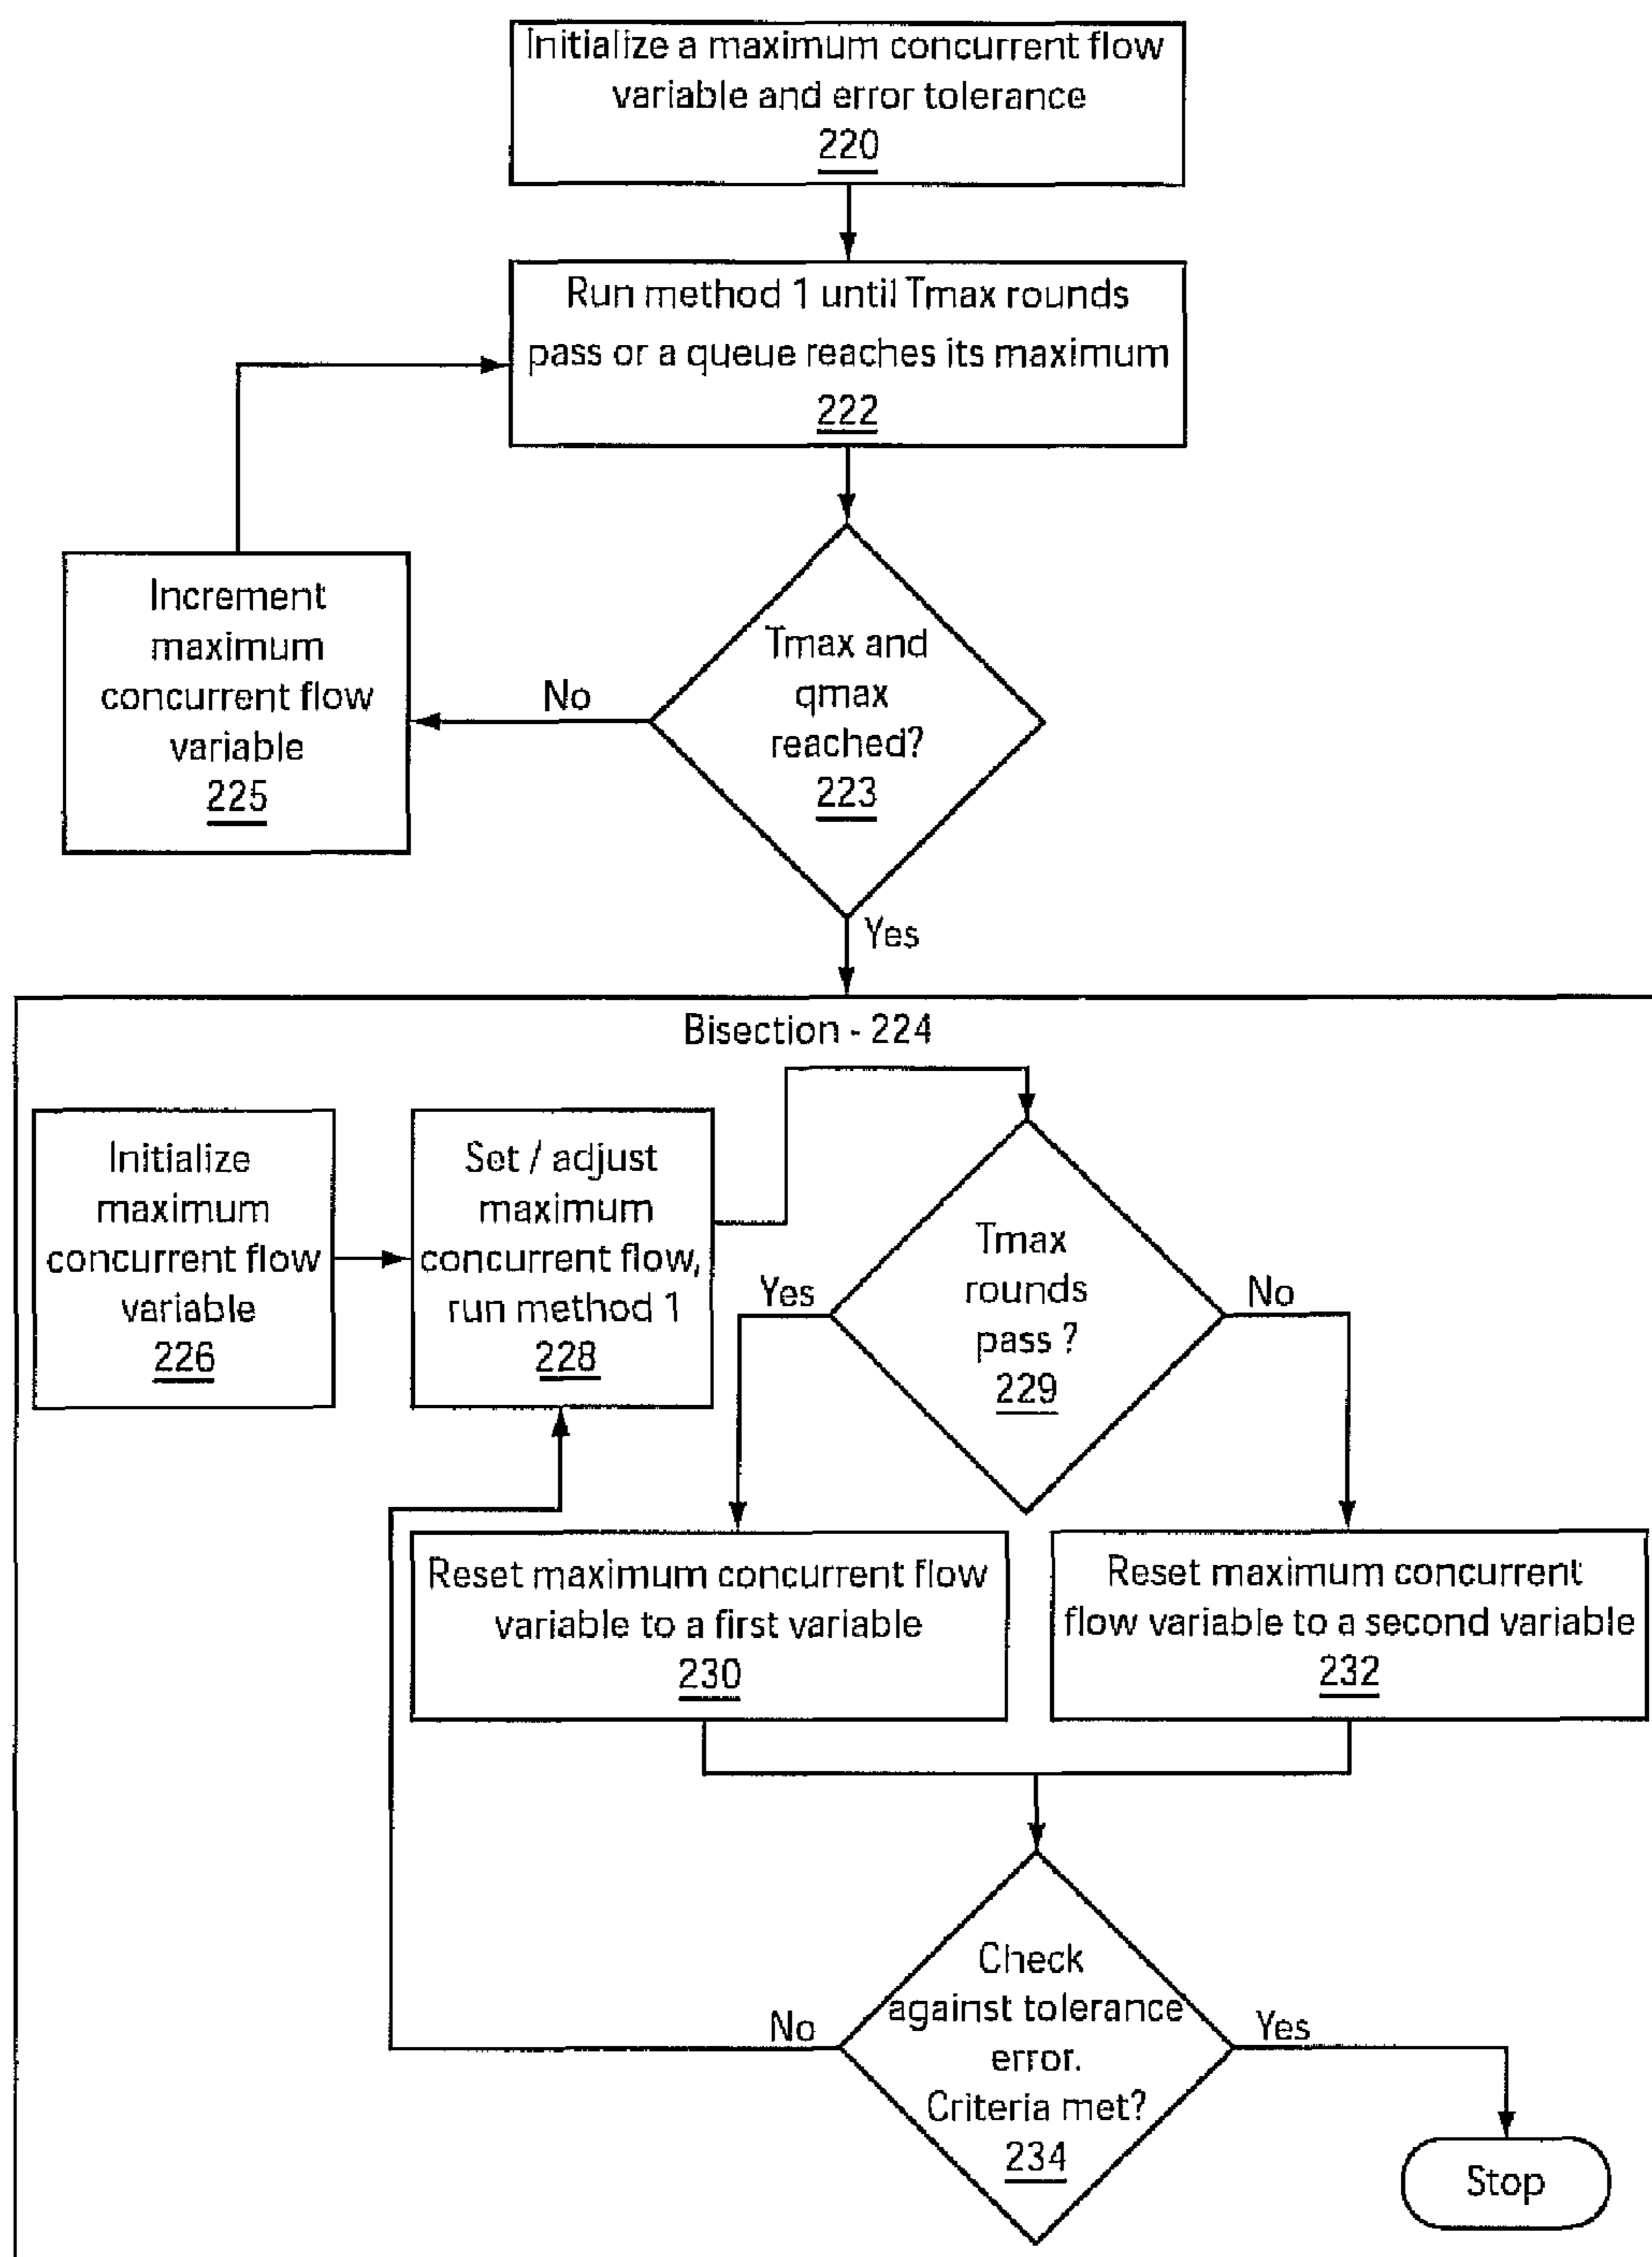 Initialize a maximum concurrent flow
variable and error tolerance
220
Run method 1 until Tmax rounds
pass or a queue reaches its maximum
222
Increment
maximum
concurrent flow
variable
225
No
Tmax and
qmax
reached?
223
Yes
Bisection - 224
Initialize
maximum
concurrent flow
variable
226
Set / adjust
maximum
concurrent flow,
run method 1
228
Yes
Tmax
rounds
pass ?
229
No
Reset maximum concurrent flow
variable to a first variable
230
Reset maximum concurrent
flow variable to a second variable
232
No
Check
against tolerance
error.
Criteria met?
234
Yes
Stop